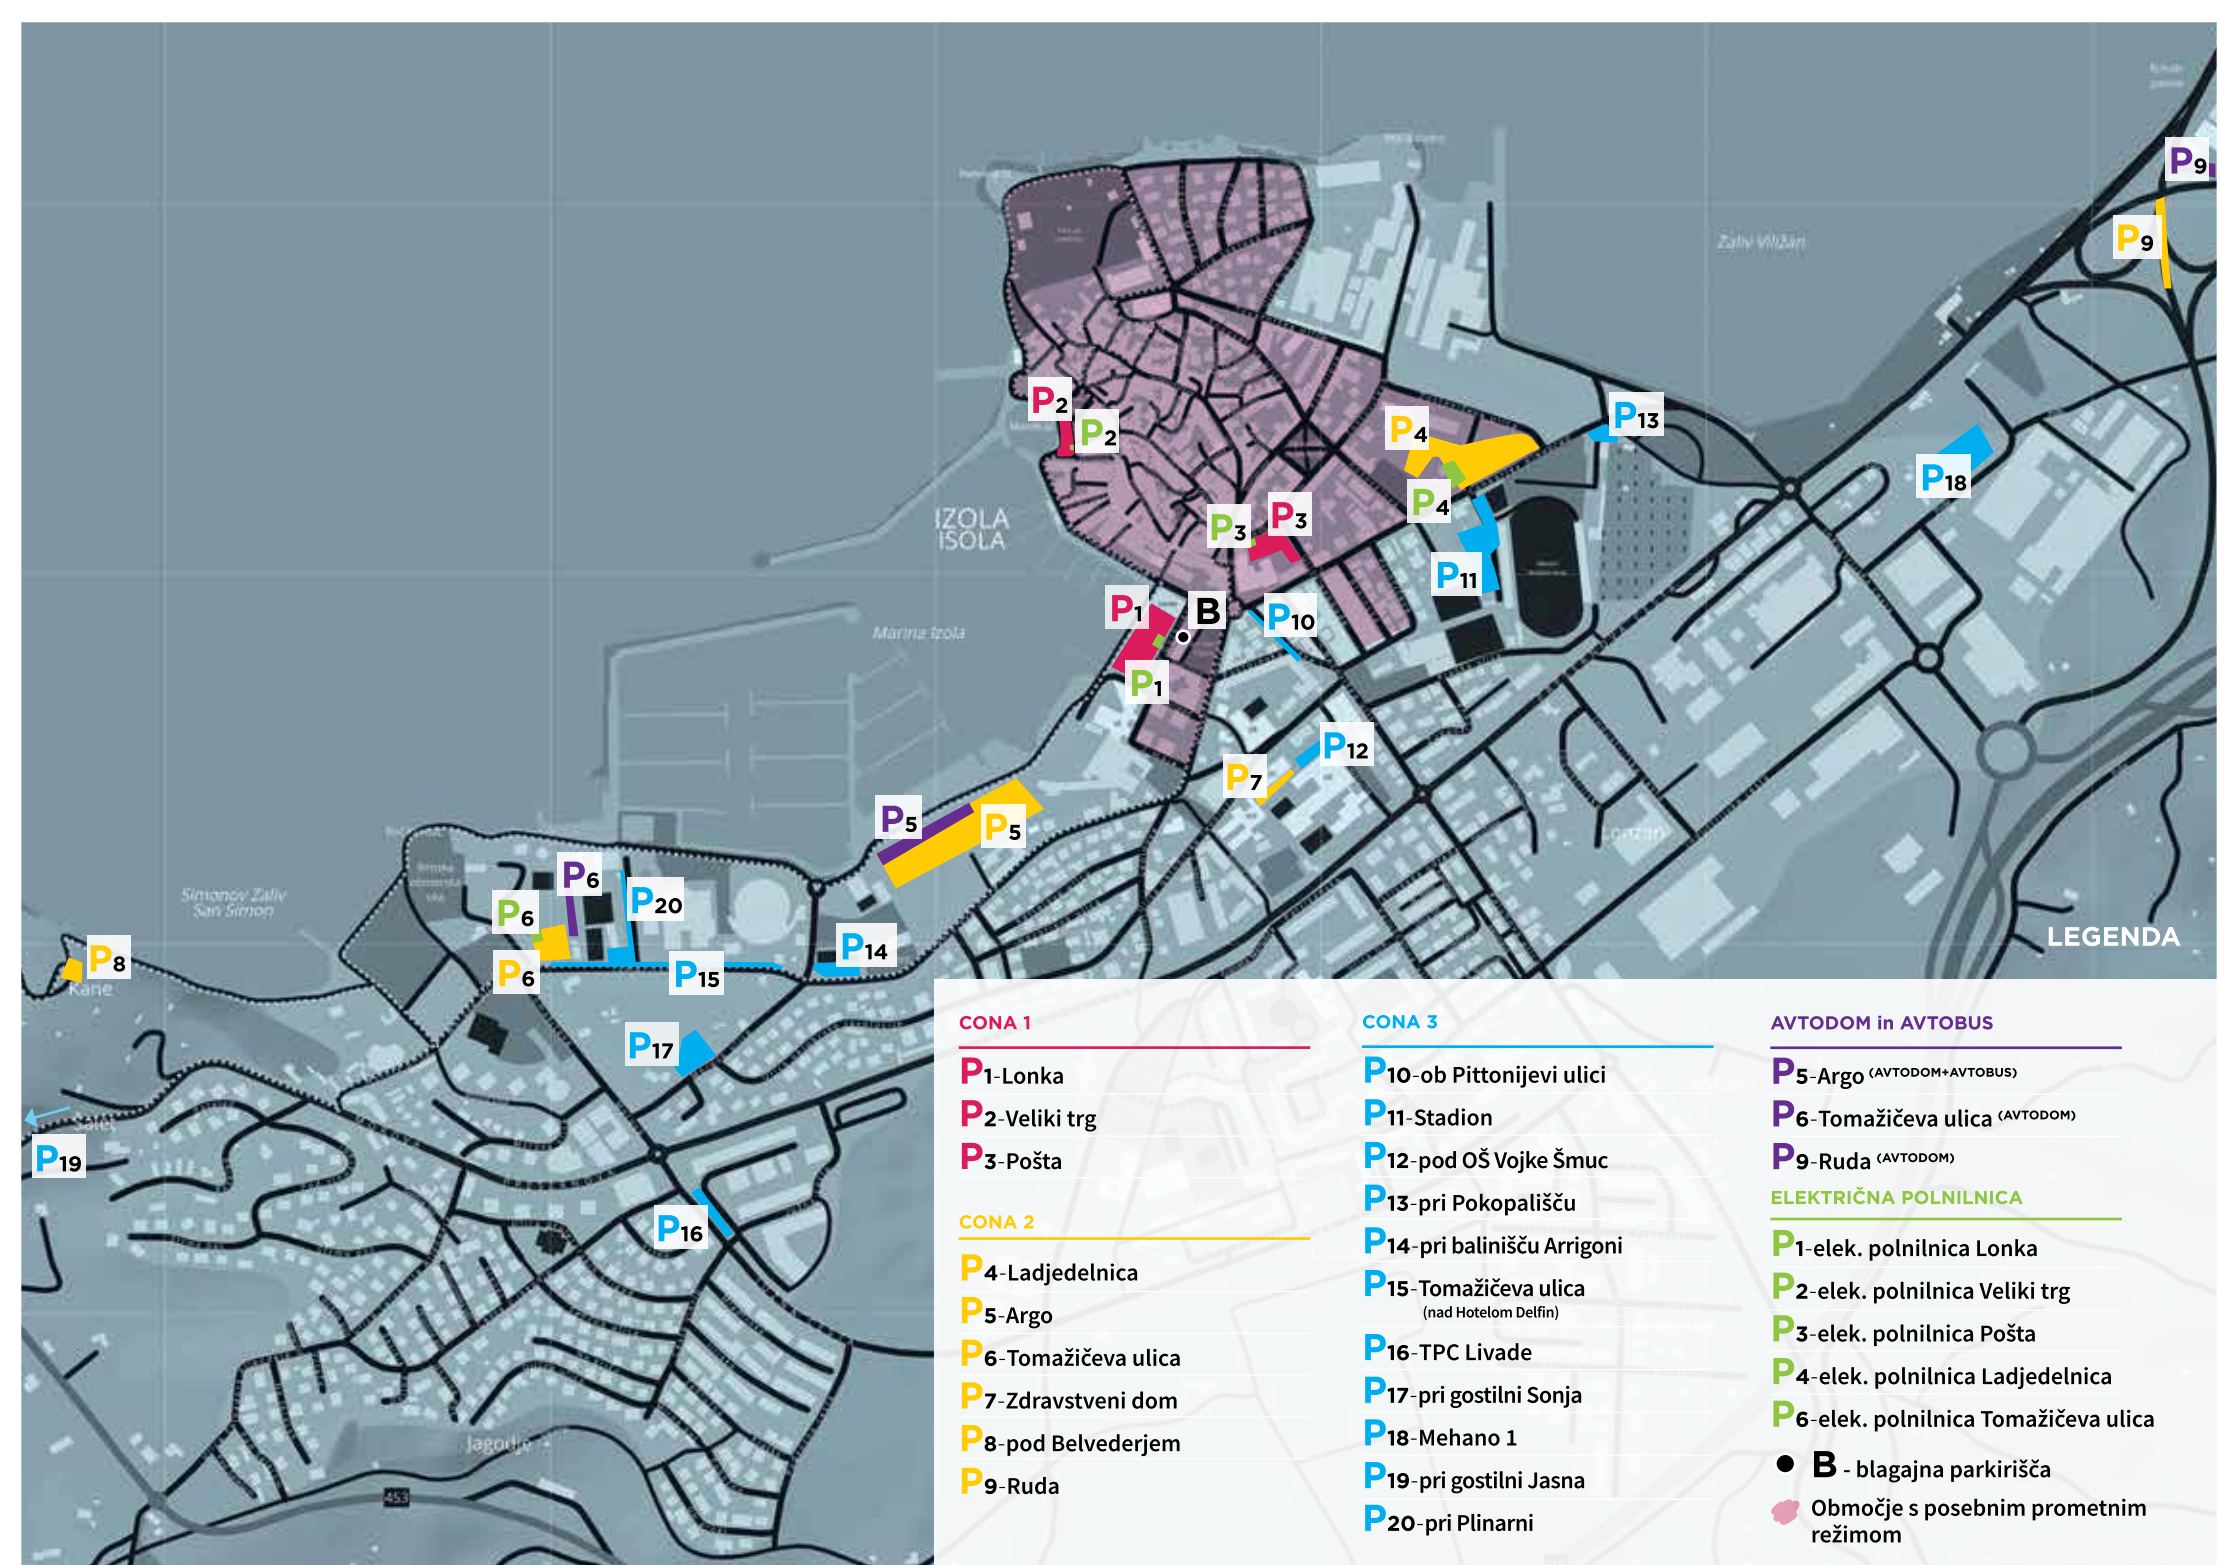 P9
P9
Zaliv Viližan
P2
P2
P4
P13
P18
P4
P3
P3
IZOLA
ISOLA
P11
P1
B
P10
Marina Izola
P1
P12
P7
P5
P5
P6
P20
Simonov Zaliv
San Simon
P6
P14
P8
P6
P15
Kane
LEGENDA
P17
Šalet
P19
P16
Jagodje
453
CONA 1
P1-Lonka
P2-Veliki trg
P3-Pošta
CONA 2
P4-Ladjedelnica
P5-Argo
P6-Tomažičeva ulica
P7-Zdravstveni dom
P8-pod Belvederjem
P9-Ruda
CONA 3
P10-ob Pittonijevi ulici
P11-Stadion
P12-pod OŠ Vojke Šmuc
P13-pri Pokopališču
P14-pri balinišču Arrigoni
P15-Tomažičeva ulica
(nad Hotelom Delfin)
P16-TPC Livade
P17-pri gostilni Sonja
P18-Mehano 1
P19-pri gostilni Jasna
P20-pri Plinarni
AVTODOM in AVTOBUS
P5-Argo (AVTODOM+AVTOBUS)
P6-Tomažičeva ulica (AVTODOM)
P9-Ruda (AVTODOM)
ELEKTRIČNA POLNILNICA
P1-elek. polnilnica Lonka
P2-elek. polnilnica Veliki trg
P3-elek. polnilnica Pošta
P4-elek. polnilnica Ladjedelnica
P6-elek. polnilnica Tomažičeva ulica
B - blagajna parkirišča
Območje s posebnim prometnim
režimom